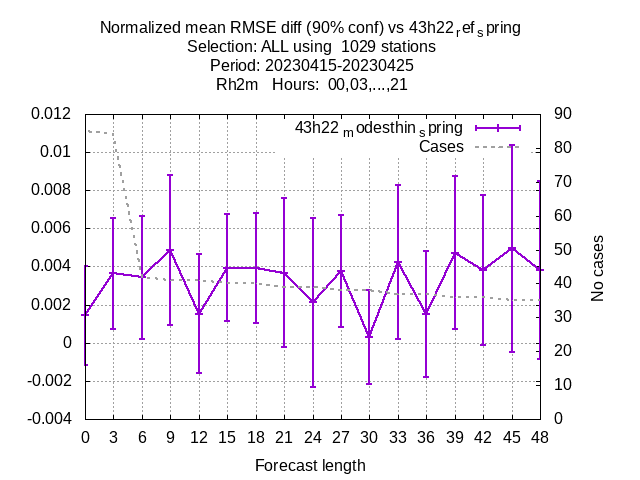 Normalized mean RMSE diff (90% conf) vs 43h22refspring
Selection: ALL using 1029 stations
Period: 20230415-20230425
Rh2m Hours: 00,03,...,21
43h22modesthinspring
Cases
0.012
0.01
0.008
0.006
0.004
0.002
0
-0.002
-0.004
90
80
70
60
50
40
30
20
10
0
No cases
0 3 6 9 12 15 18 21 24 27 30 33 36 39 42 45 48
Forecast length